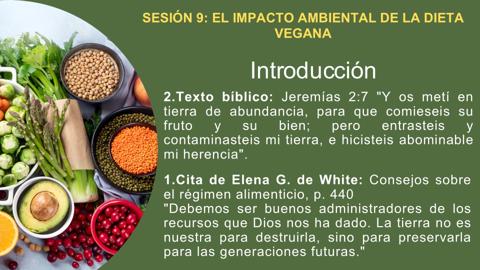 SESIÓN 9: EL IMPACTO AMBIENTAL DE LA DIETA
VEGANA
Introducción
2.Texto bíblico: Jeremías 2:7 "Y os metí en
tierra de abundancia, para que comieseis su
fruto y su bien; pero entrasteis y
contaminasteis mi tierra, e hicisteis abominable
mi herencia".
1.Cita de Elena G. de White: Consejos sobre
el régimen alimenticio, p. 440
"Debemos ser buenos administradores de los
recursos que Dios nos ha dado. La tierra no es
nuestra para destruirla, sino para preservarla
para las generaciones futuras."